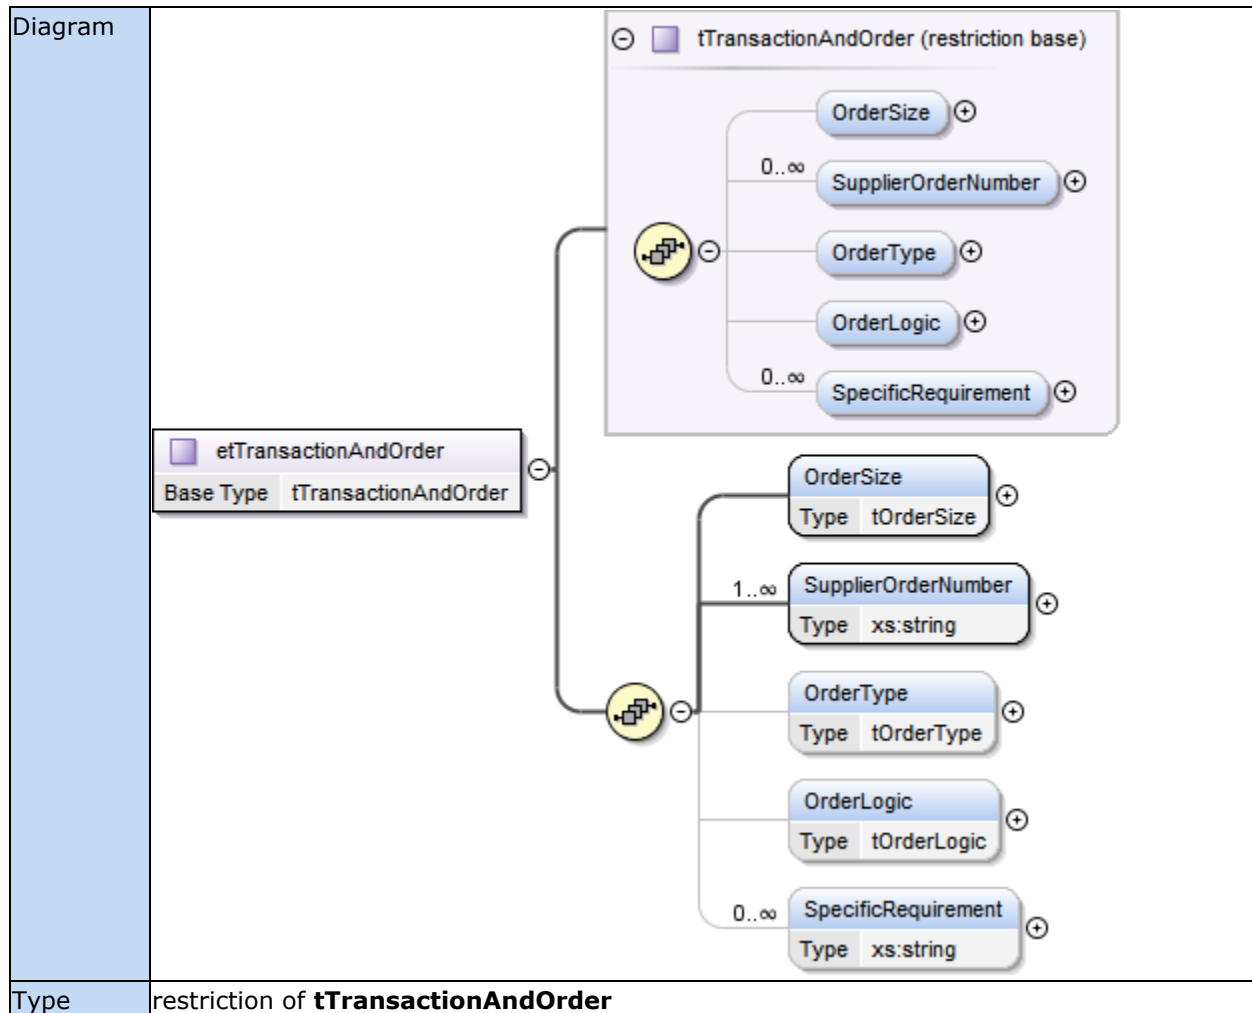 Diagram
tTransactionAndOrder (restriction base)
OrderSize
0..∞
SupplierOrderNumber
OrderType
OrderLogic
0..∞
SpecificRequirement
etTransactionAndOrder
Base Type tTransactionAndOrder
OrderSize
Type tOrderSize
1..∞
SupplierOrderNumber
Type xs:string
OrderType
Type tOrderType
OrderLogic
Type tOrderLogic
0..∞
SpecificRequirement
Type xs:string
Type restriction of tTransactionAndOrder